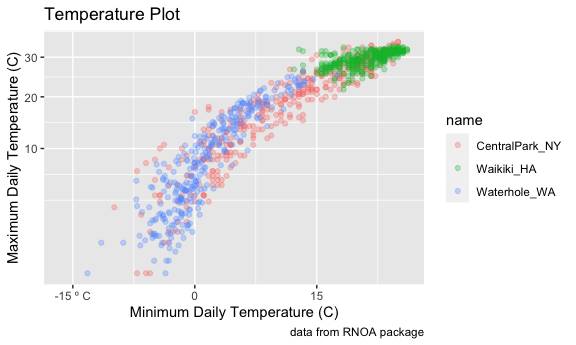 Temperature Plot
Maximum Daily Temperature (C)
30
20
10
-15 º C
0
15
Minimum Daily Temperature (C)
name
CentralPark_NY
Waikiki_HA
Waterhole_WA
data from RNOA package